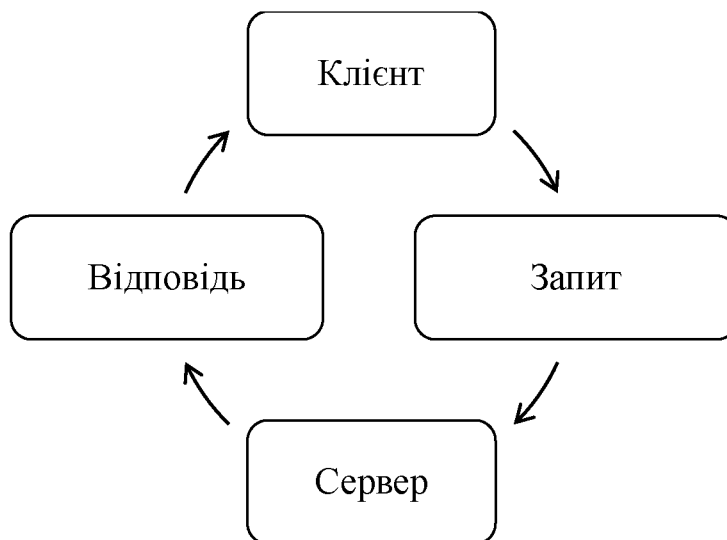 Клієнт
Відповідь
Запит
Сервер